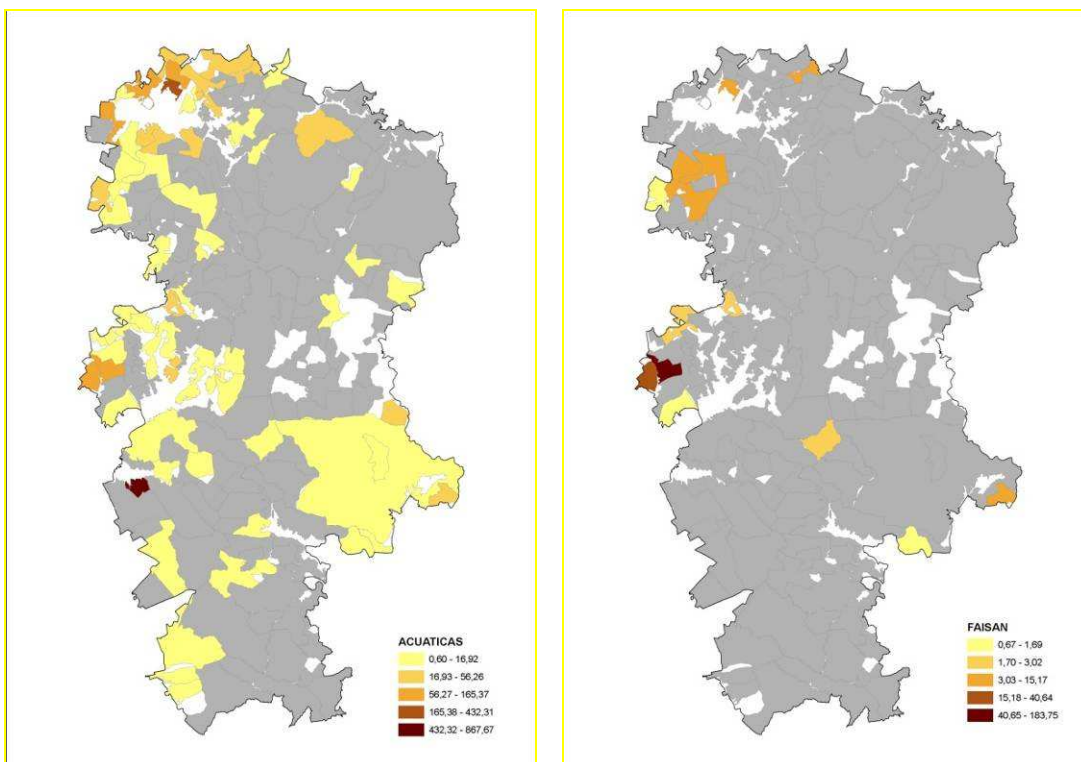 ACUATICAS
0,60 - 16,92
16,93 - 56,26
56,27 - 165,37
165,38 - 432,31
432,32 - 867,67
FAISAN
0,67 - 1,69
1,70 - 3,02
3,03 - 15,17
15,18 - 40,64
40,65 - 183,75